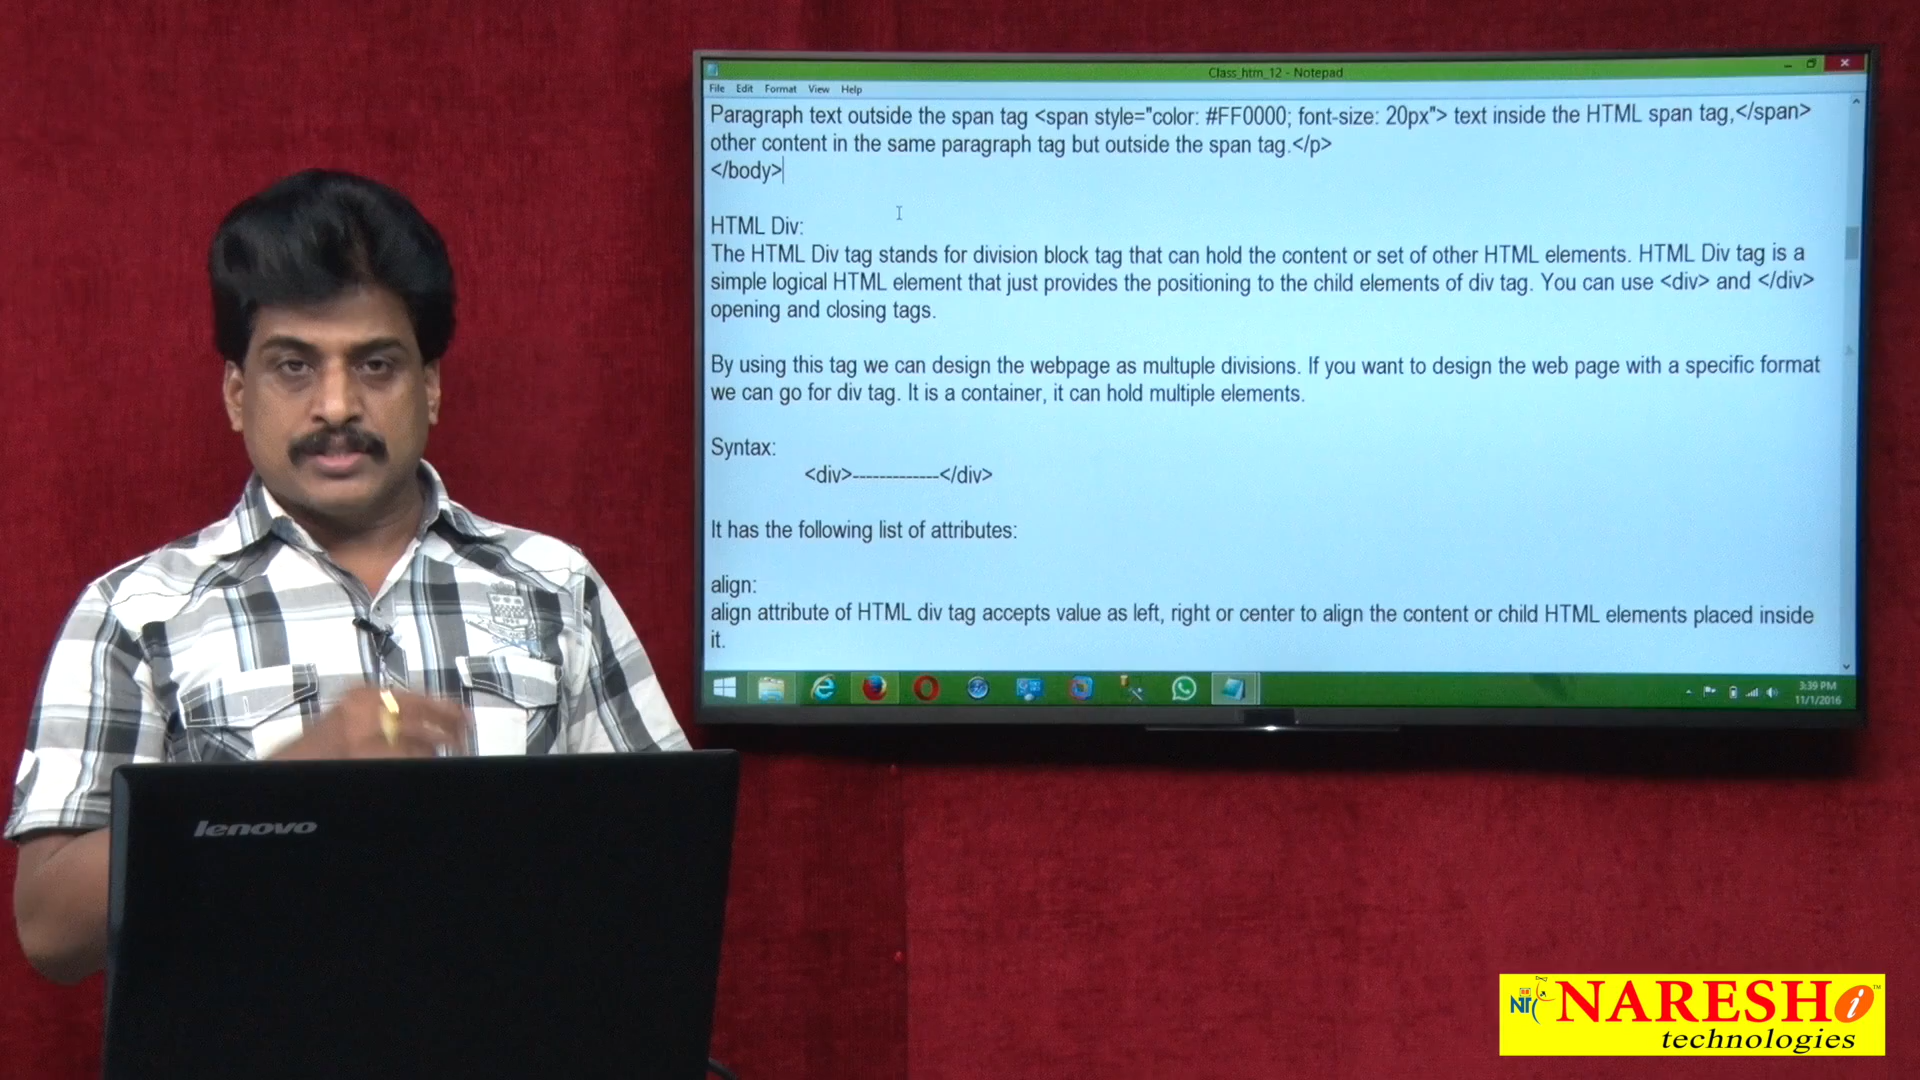 Class_htm_12 - Notepad
File Edit Format View Help
Paragraph text outside the span tag <span style="color: #FF0000; font-size: 20px"> text inside the HTML span tag,</span>
other content in the same paragraph tag but outside the span tag.</p>
</body>
HTML Div:
The HTML Div tag stands for division block tag that can hold the content or set of other HTML elements. HTML Div tag is a
simple logical HTML element that just provides the positioning to the child elements of div tag. You can use <div> and </div>
opening and closing tags.
By using this tag we can design the webpage as multuple divisions. If you want to design the web page with a specific format
we can go for div tag. It is a container, it can hold multiple elements.
Syntax:
<div>-------------</div>
It has the following list of attributes:
align:
align attribute of HTML div tag accepts value as left, right or center to align the content or child HTML elements placed inside
it.
3:39 PM
11/1/2016
lenovo
NARESH i
technologies